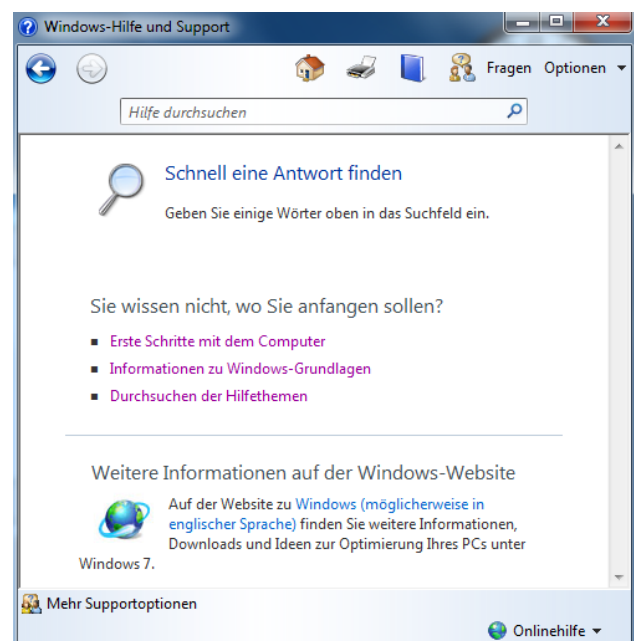 Windows-Hilfe und Support
Fragen Optionen
Hilfe durchsuchen
Schnell eine Antwort finden
Geben Sie einige Wörter oben in das Suchfeld ein.
Sie wissen nicht, wo Sie anfangen sollen?
Erste Schritte mit dem Computer
Informationen zu Windows-Grundlagen
Durchsuchen der Hilfethemen
Weitere Informationen auf der Windows-Website
Auf der Website zu Windows (möglicherweise in
englischer Sprache) finden Sie weitere Informationen,
Downloads und Ideen zur Optimierung Ihres PCs unter
Windows 7.
Mehr Supportoptionen
Onlinehilfe